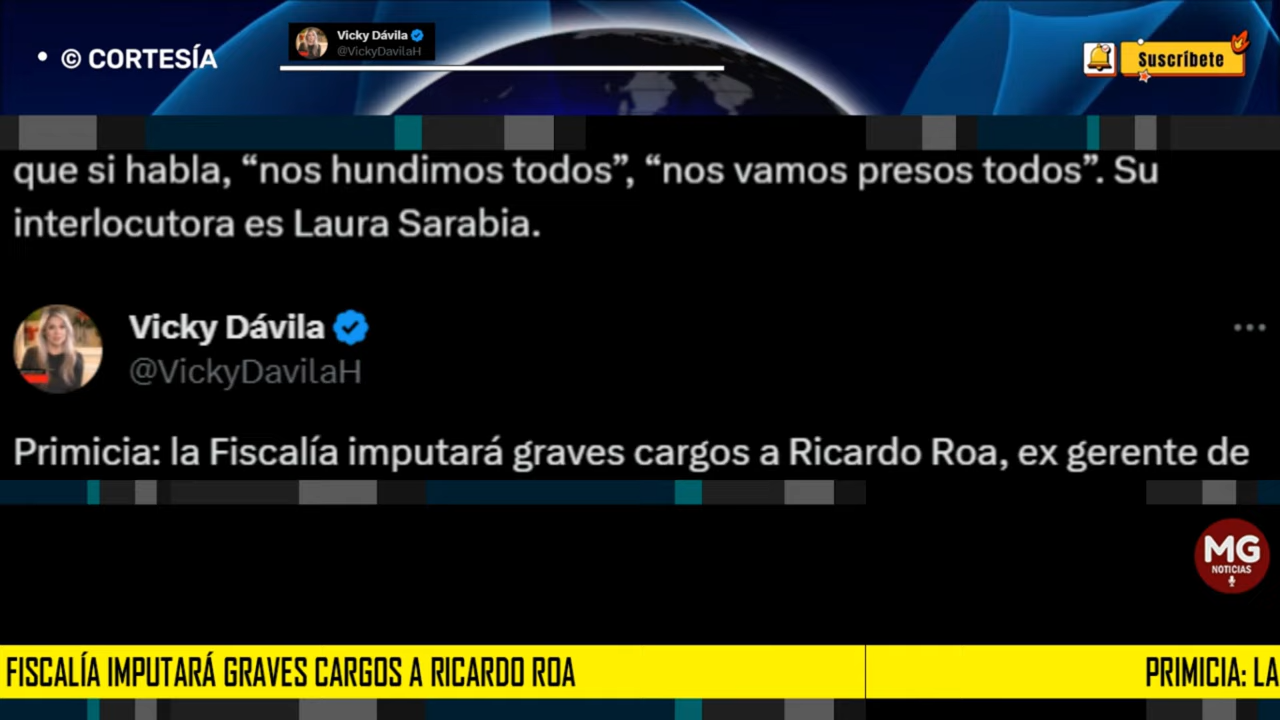 • © CORTESÍA
Vicky Dávila
@VickyDavilaH
Suscríbete
que si habla, “nos hundimos todos”, “nos vamos presos todos”. Su
interlocutora es Laura Sarabia.
Vicky Dávila
@VickyDavilaH
Primicia: la Fiscalía imputará graves cargos a Ricardo Roa, ex gerente de
MG
NOTICIAS
FISCALÍA IMPUTARÁ GRAVES CARGOS A RICARDO ROA
PRIMICIA: LA